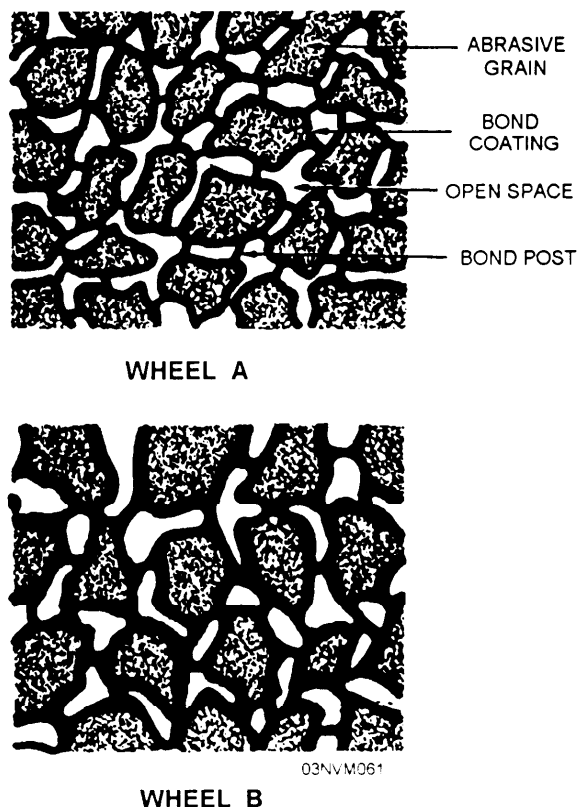 ABRASIVE
GRAIN
BOND
COATING
OPEN SPACE
BOND POST
WHEEL A
03NVM061
WHEEL B